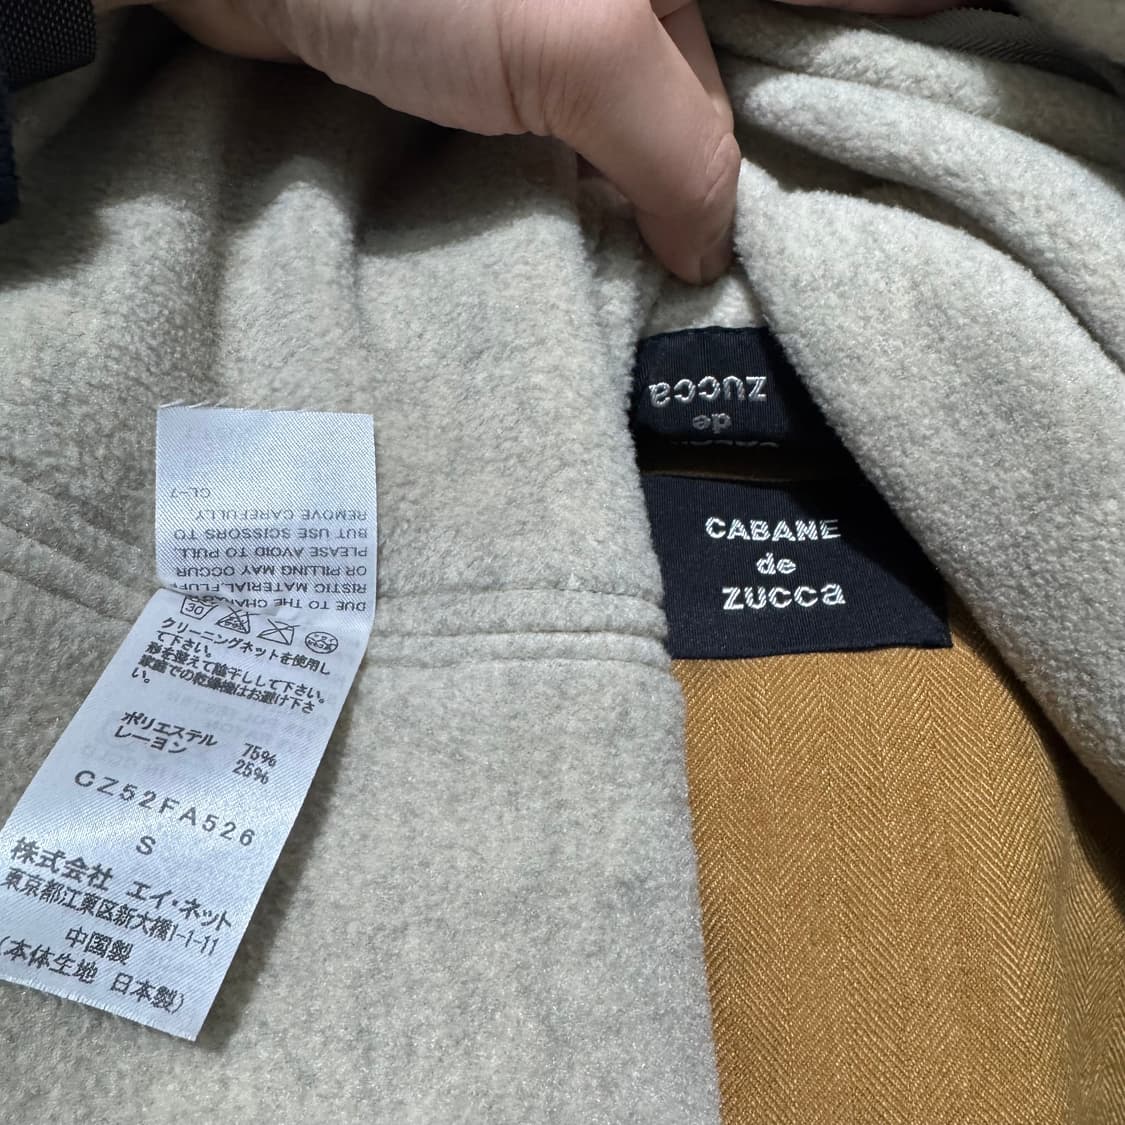 zucca
de
CABANE
de
zucca
CL-7
REMOVE CAREFULLY.
BUT USE SCISSORS TO
PLEASE AVOID TO PULL.
OR PILLING MAY OCCUR
RISTIC MATERIAL,FLUFF
DUE TO THE CHARA
30
クリーニングネットを使用し
て下さい。
形を整えて陰干しして下さい。
家庭での乾燥機はお避け下さ
い。
ポリエステル 75%
レーヨン 25%
CZ52FA526
S
株式会社 エイ・ネット
東京都江東区新大橋1-1-11
中国製
(本体生地 日本製)